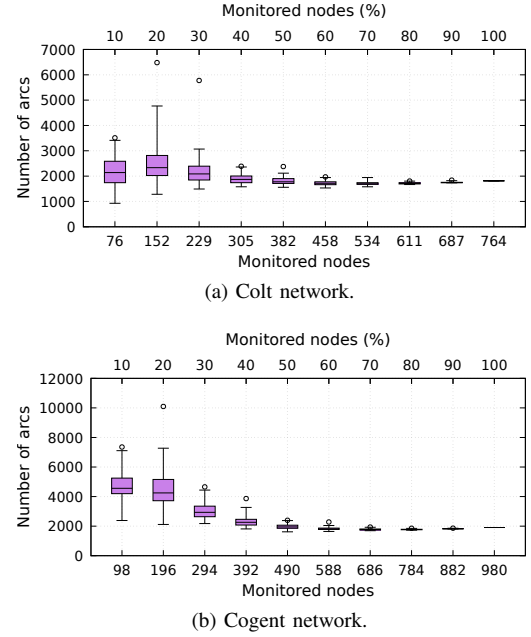 Monitored nodes (%)
10 20 30 40 50 60 70 80 90 100
7000
6000
5000
4000
3000
2000
1000
0
Number of arcs
76 152 229 305 382 458 534 611 687 764
Monitored nodes
(a) Colt network.
Monitored nodes (%)
10 20 30 40 50 60 70 80 90 100
12000
10000
8000
6000
4000
2000
0
Number of arcs
98 196 294 392 490 588 686 784 882 980
Monitored nodes
(b) Cogent network.